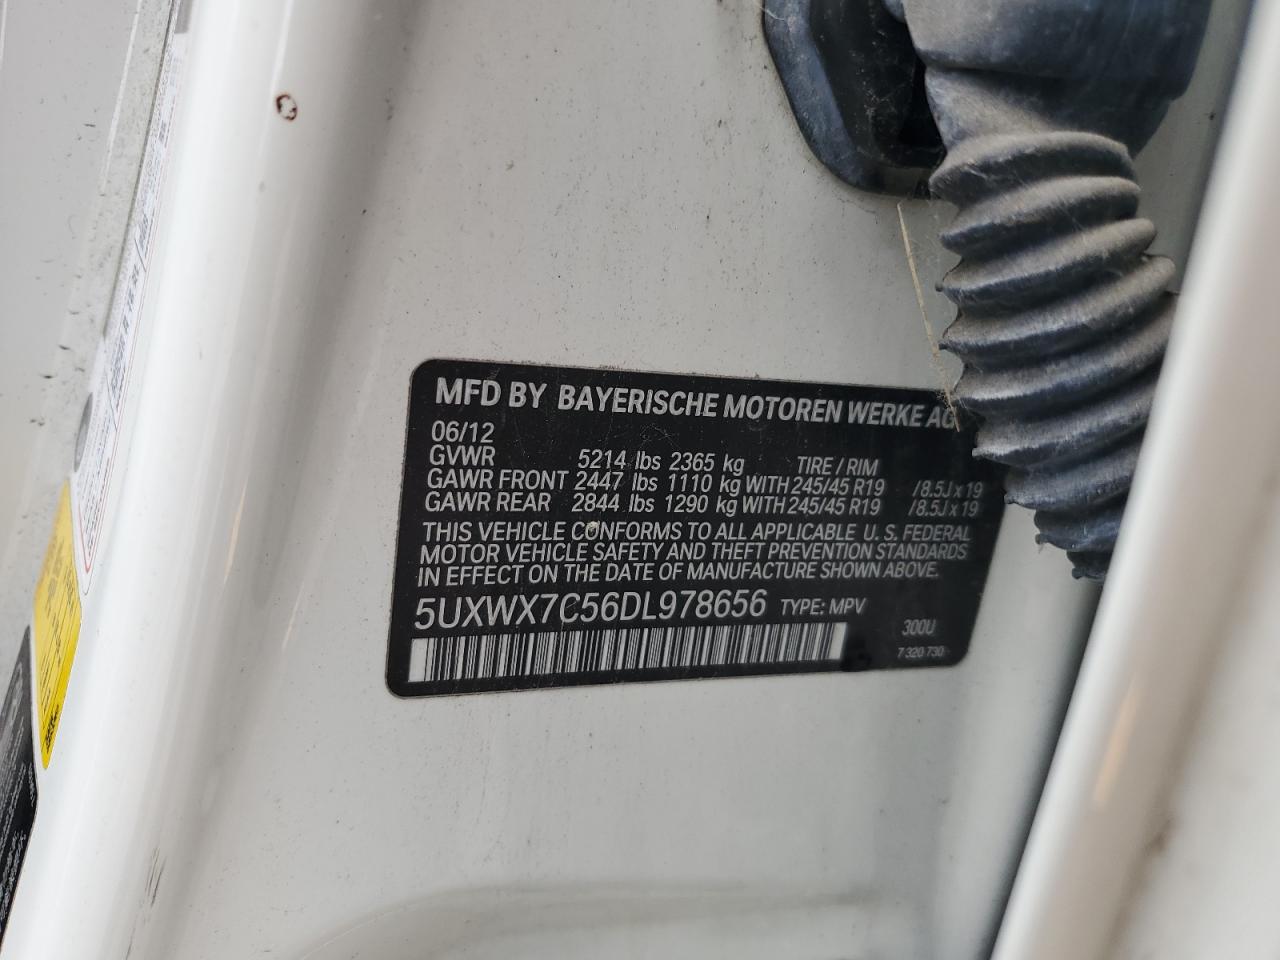 MFD BY BAYERISCHE MOTOREN WERKE AG
06/12
GVWR 5214 lbs 2365 kg TIRE / RIM
GAWR FRONT 2447 lbs 1110 kg WITH 245/45 R19 /8.5J x 19
GAWR REAR 2844 lbs 1290 kg WITH 245/45 R19 /8.5J x 19
THIS VEHICLE CONFORMS TO ALL APPLICABLE U. S. FEDERAL
MOTOR VEHICLE SAFETY AND THEFT PREVENTION STANDARDS
IN EFFECT ON THE DATE OF MANUFACTURE SHOWN ABOVE.
5UXWX7C56DL978656 TYPE: MPV
300U
7 320 730